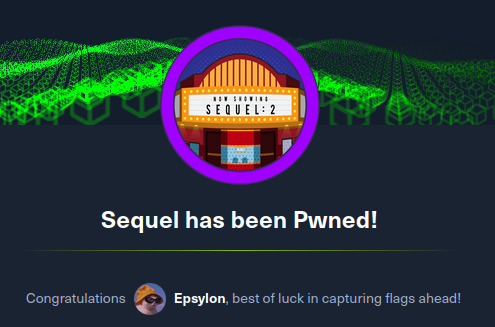 NOW SHOWING
SEQUEL:2
Sequel has been Pwned!
Congratulations Epsylon, best of luck in capturing flags ahead!